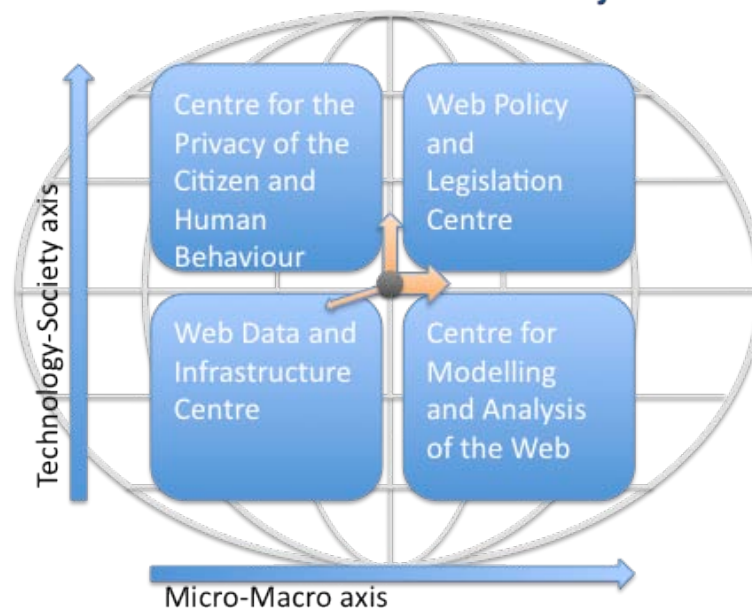 Centre for the
Privacy of the
Citizen and
Human
Behaviour
Web Policy
and
Legislation
Centre
Web Data and
Infrastructure
Centre
Centre for
Modelling
and Analysis
of the Web
Technology-Society axis
Micro-Macro axis